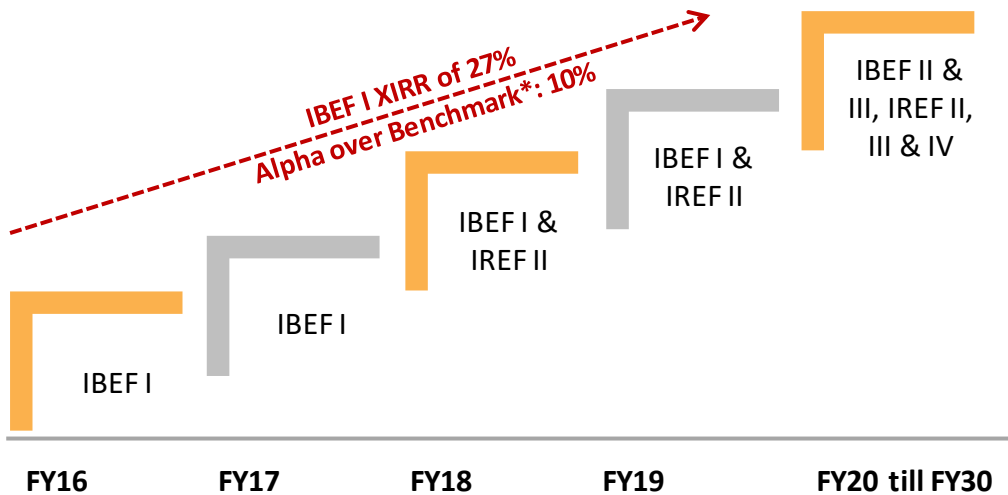 IBEF I XIRR of 27%
Alpha over Benchmark*: 10%
IBEF I
IBEF I
IBEF I &
IREF II
IBEF I &
IREF II
IBEF II &
III, IREF II,
III & IV
FY16
FY17
FY18
FY19
FY20 till FY30